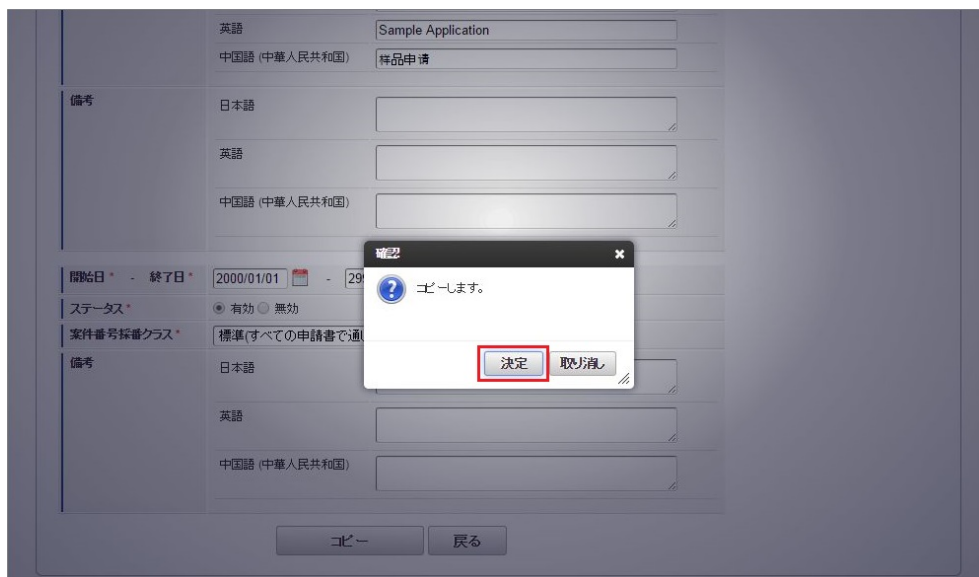 英語 Sample Application
中国語 (中華人民共和国) 样品申请
備考 日本語
英語
中国語 (中華人民共和国)
確認
開始日* - 終了日* 2000/01/01 - 29
コピーします。
ステータス* 有効 無効
案件番号採番クラス* 標準(すべての申請書で通
決定 取り消し
備考 日本語
英語
中国語 (中華人民共和国)
コピー 戻る